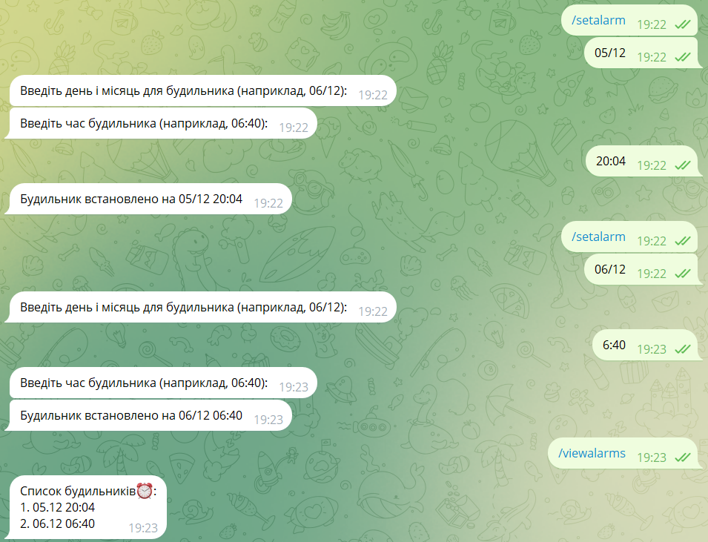 /setalarm 19:22
05/12 19:22
Введіть день і місяць для будильника (наприклад, 06/12): 19:22
Введіть час будильника (наприклад, 06:40): 19:22
20:04 19:22
Будильник встановлено на 05/12 20:04 19:22
/setalarm 19:22
06/12 19:22
Введіть день і місяць для будильника (наприклад, 06/12): 19:22
6:40 19:23
Введіть час будильника (наприклад, 06:40): 19:23
Будильник встановлено на 06/12 06:40 19:23
/viewalarms 19:23
Список будильників⏰:
1. 05.12 20:04
2. 06.12 06:40 19:23